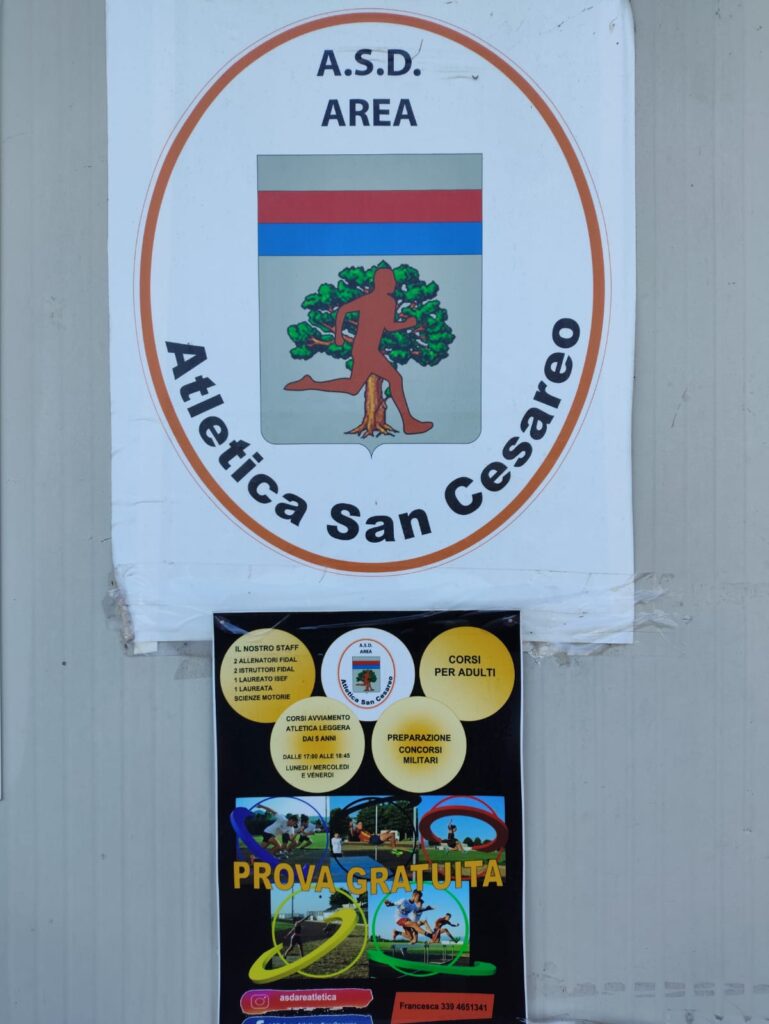 A.S.D.
AREA
Atletica San Cesareo
IL NOSTRO STAFF
2 ALLENATORI FIDAL
2 ISTRUTTORI FIDAL
1 LAUREATO ISEF
1 LAUREATA
SCIENZE MOTORIE
A.S.D.
AREA
Atletica San Cesareo
CORSI
PER ADULTI
CORSI AVVIAMENTO
ATLETICA LEGGERA
DAI 5 ANNI
DALLE 17:00 ALLE 18:45
LUNEDI / MERCOLEDI
E VENERDI
PREPARAZIONE
CONCORSI
MILITARI
PROVA GRATUITA
asdareatletica
Francesca 339 4651341